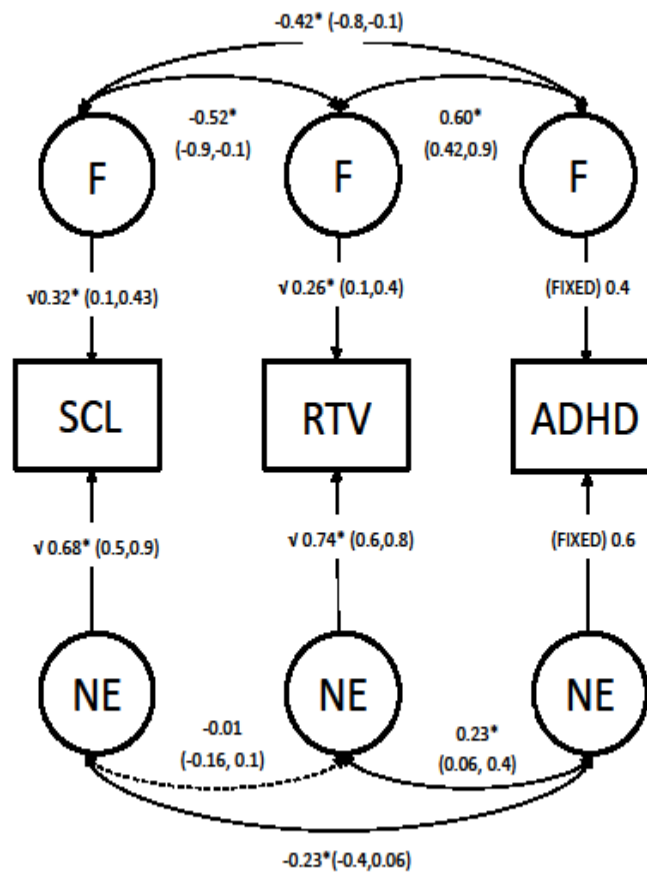 -0.42* (-0.8,-0.1)
-0.52*
(-0.9,-0.1)
0.60*
(0.42,0.9)
F
F
F
√0.32* (0.1,0.43)
√ 0.26* (0.1,0.4)
(FIXED) 0.4
SCL
RTV
ADHD
√ 0.68* (0.5,0.9)
√ 0.74* (0.6,0.8)
(FIXED) 0.6
NE
NE
NE
-0.01
(-0.16, 0.1)
0.23*
(0.06, 0.4)
-0.23*(-0.4,0.06)